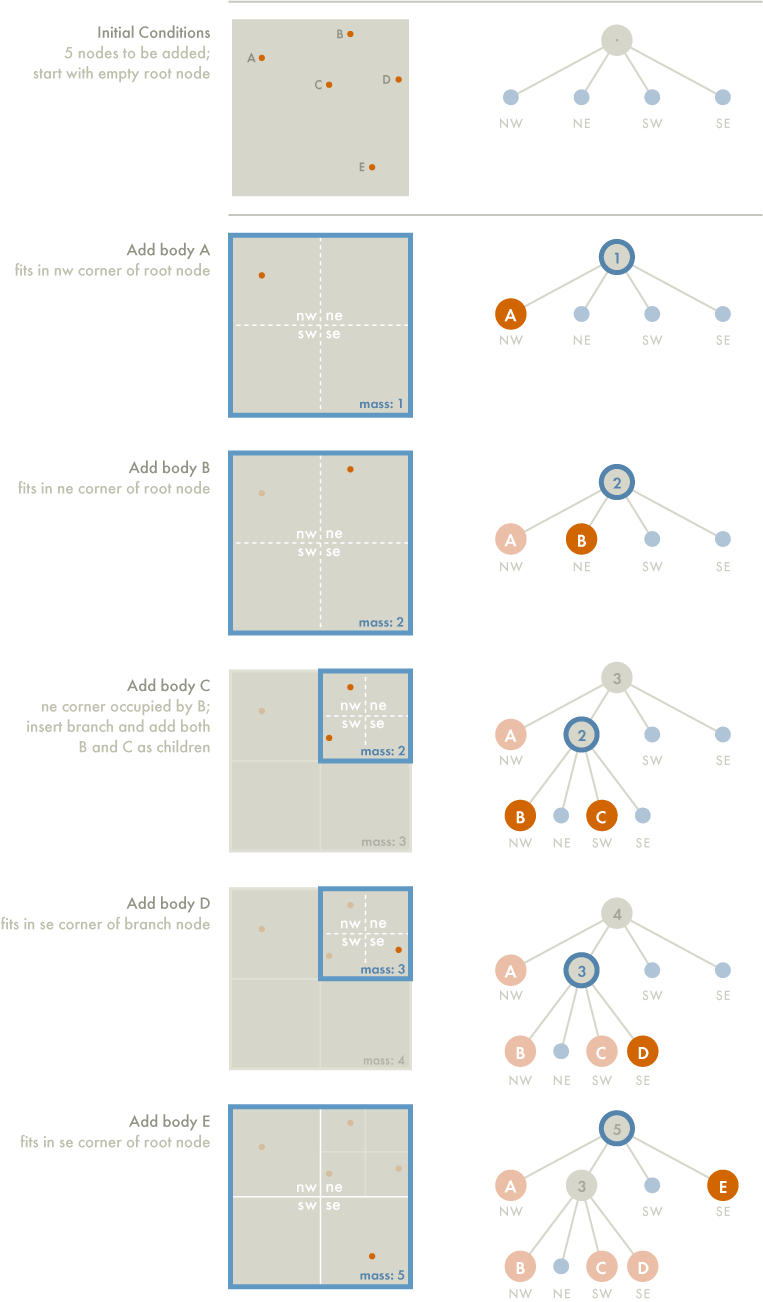 Initial Conditions
5 nodes to be added;
start with empty root node
A
B
C
D
E
NW NE SW SE
Add body A
fits in nw corner of root node
nw ne
sw se
mass: 1
1
A
NW NE SW SE
Add body B
fits in ne corner of root node
nw ne
sw se
mass: 2
2
A B
NW NE SW SE
Add body C
ne corner occupied by B;
insert branch and add both
B and C as children
nw ne
sw se
mass: 2
mass: 3
3
A 2
NW SW SE
B C
NW NE SW SE
Add body D
fits in se corner of branch node
nw ne
sw se
mass: 3
mass: 4
4
A 3
NW SW SE
B C D
NW NE SW SE
Add body E
fits in se corner of root node
nw ne
sw se
mass: 5
5
A 3 E
NW SW SE
B C D
NW NE SW SE